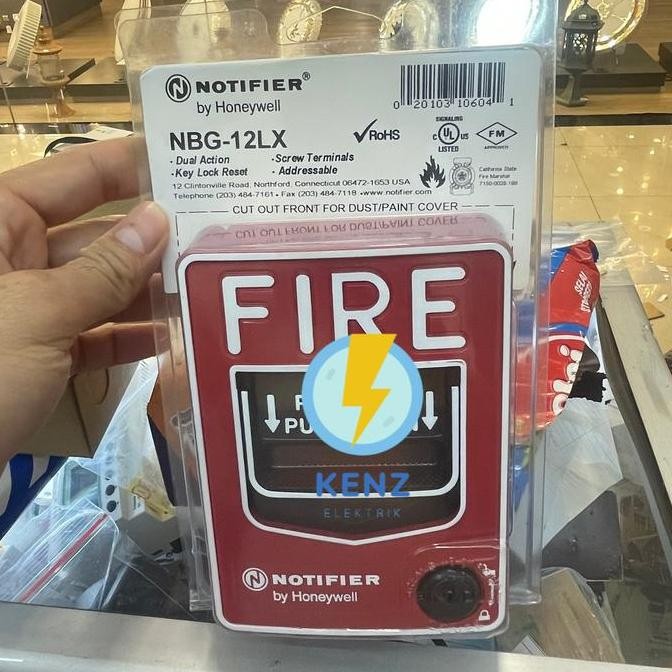 NOTIFIER®
by Honeywell
0 20103 10604 1
NBG-12LX
RoHS
SIGNALING
C UL US
LISTED
FM
APPROVED
• Dual Action
• Screw Terminals
• Key Lock Reset
• Addressable
California State
Fire Marshal
12 Clintonville Road, Northford, Connecticut 06472-1653 USA
Telephone (203) 484-7161 • Fax (203) 484-7118 • www.notifier.com
CUT OUT FRONT FOR DUST/PAINT COVER
CUT OUT FRONT FOR DUST/PAINT COVER
FIRE
KENZ
ELEKTRIK
NOTIFIER
by Honeywell